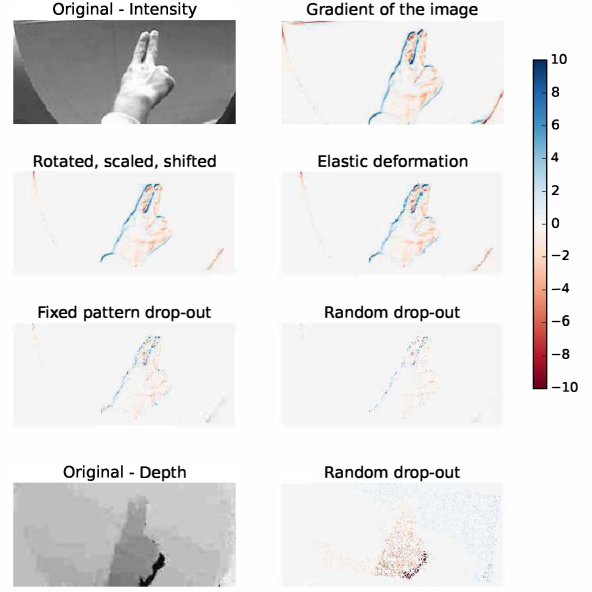 Original - Intensity
Gradient of the image
Rotated, scaled, shifted
Elastic deformation
Fixed pattern drop-out
Random drop-out
Original - Depth
Random drop-out
10
8
6
4
2
0
−2
−4
−6
−8
−10